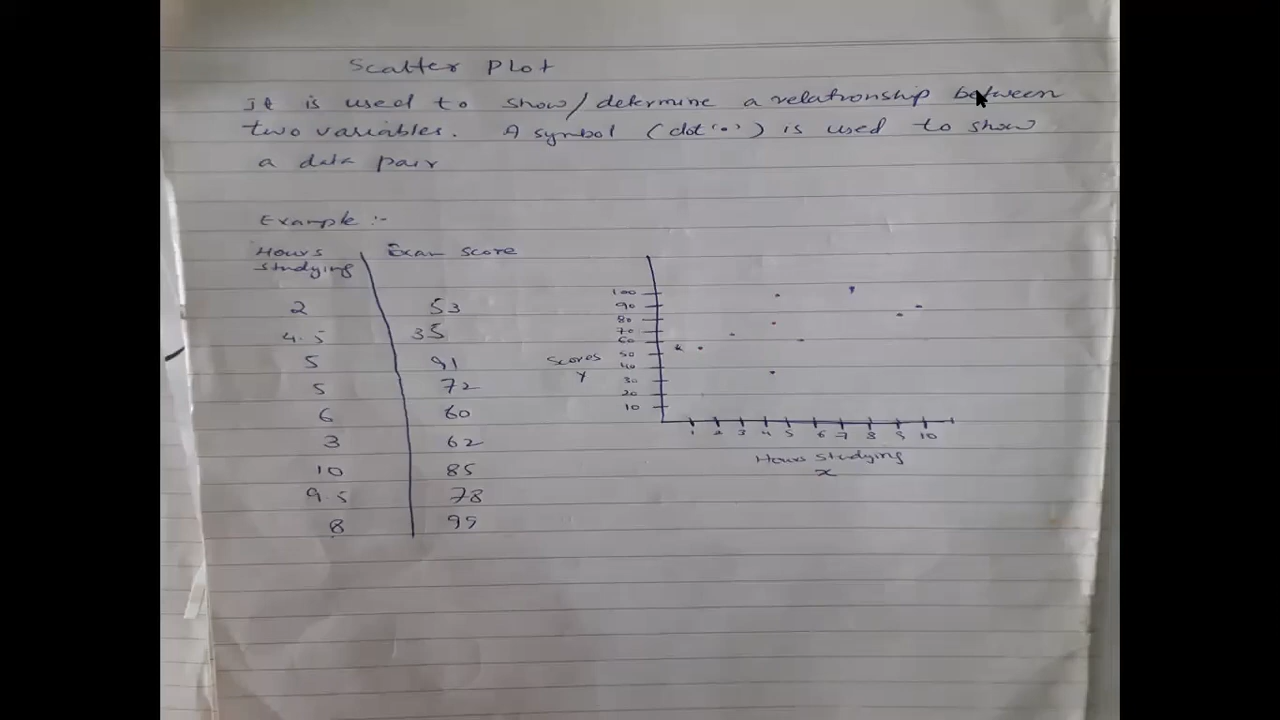 Scatter Plot
It is used to show/determine a relationship between
two variables. A symbol (dot '•') is used to show
a data pair
Example :-
Hours studying Exam score
2 53
4.5 35
5 91
5 72
6 60
3 62
10 85
9.5 78
8 99
100
90
80
70
60
50
40
30
20
10
Scores
Y
1 2 3 4 5 6 7 8 9 10
Hours studying
x